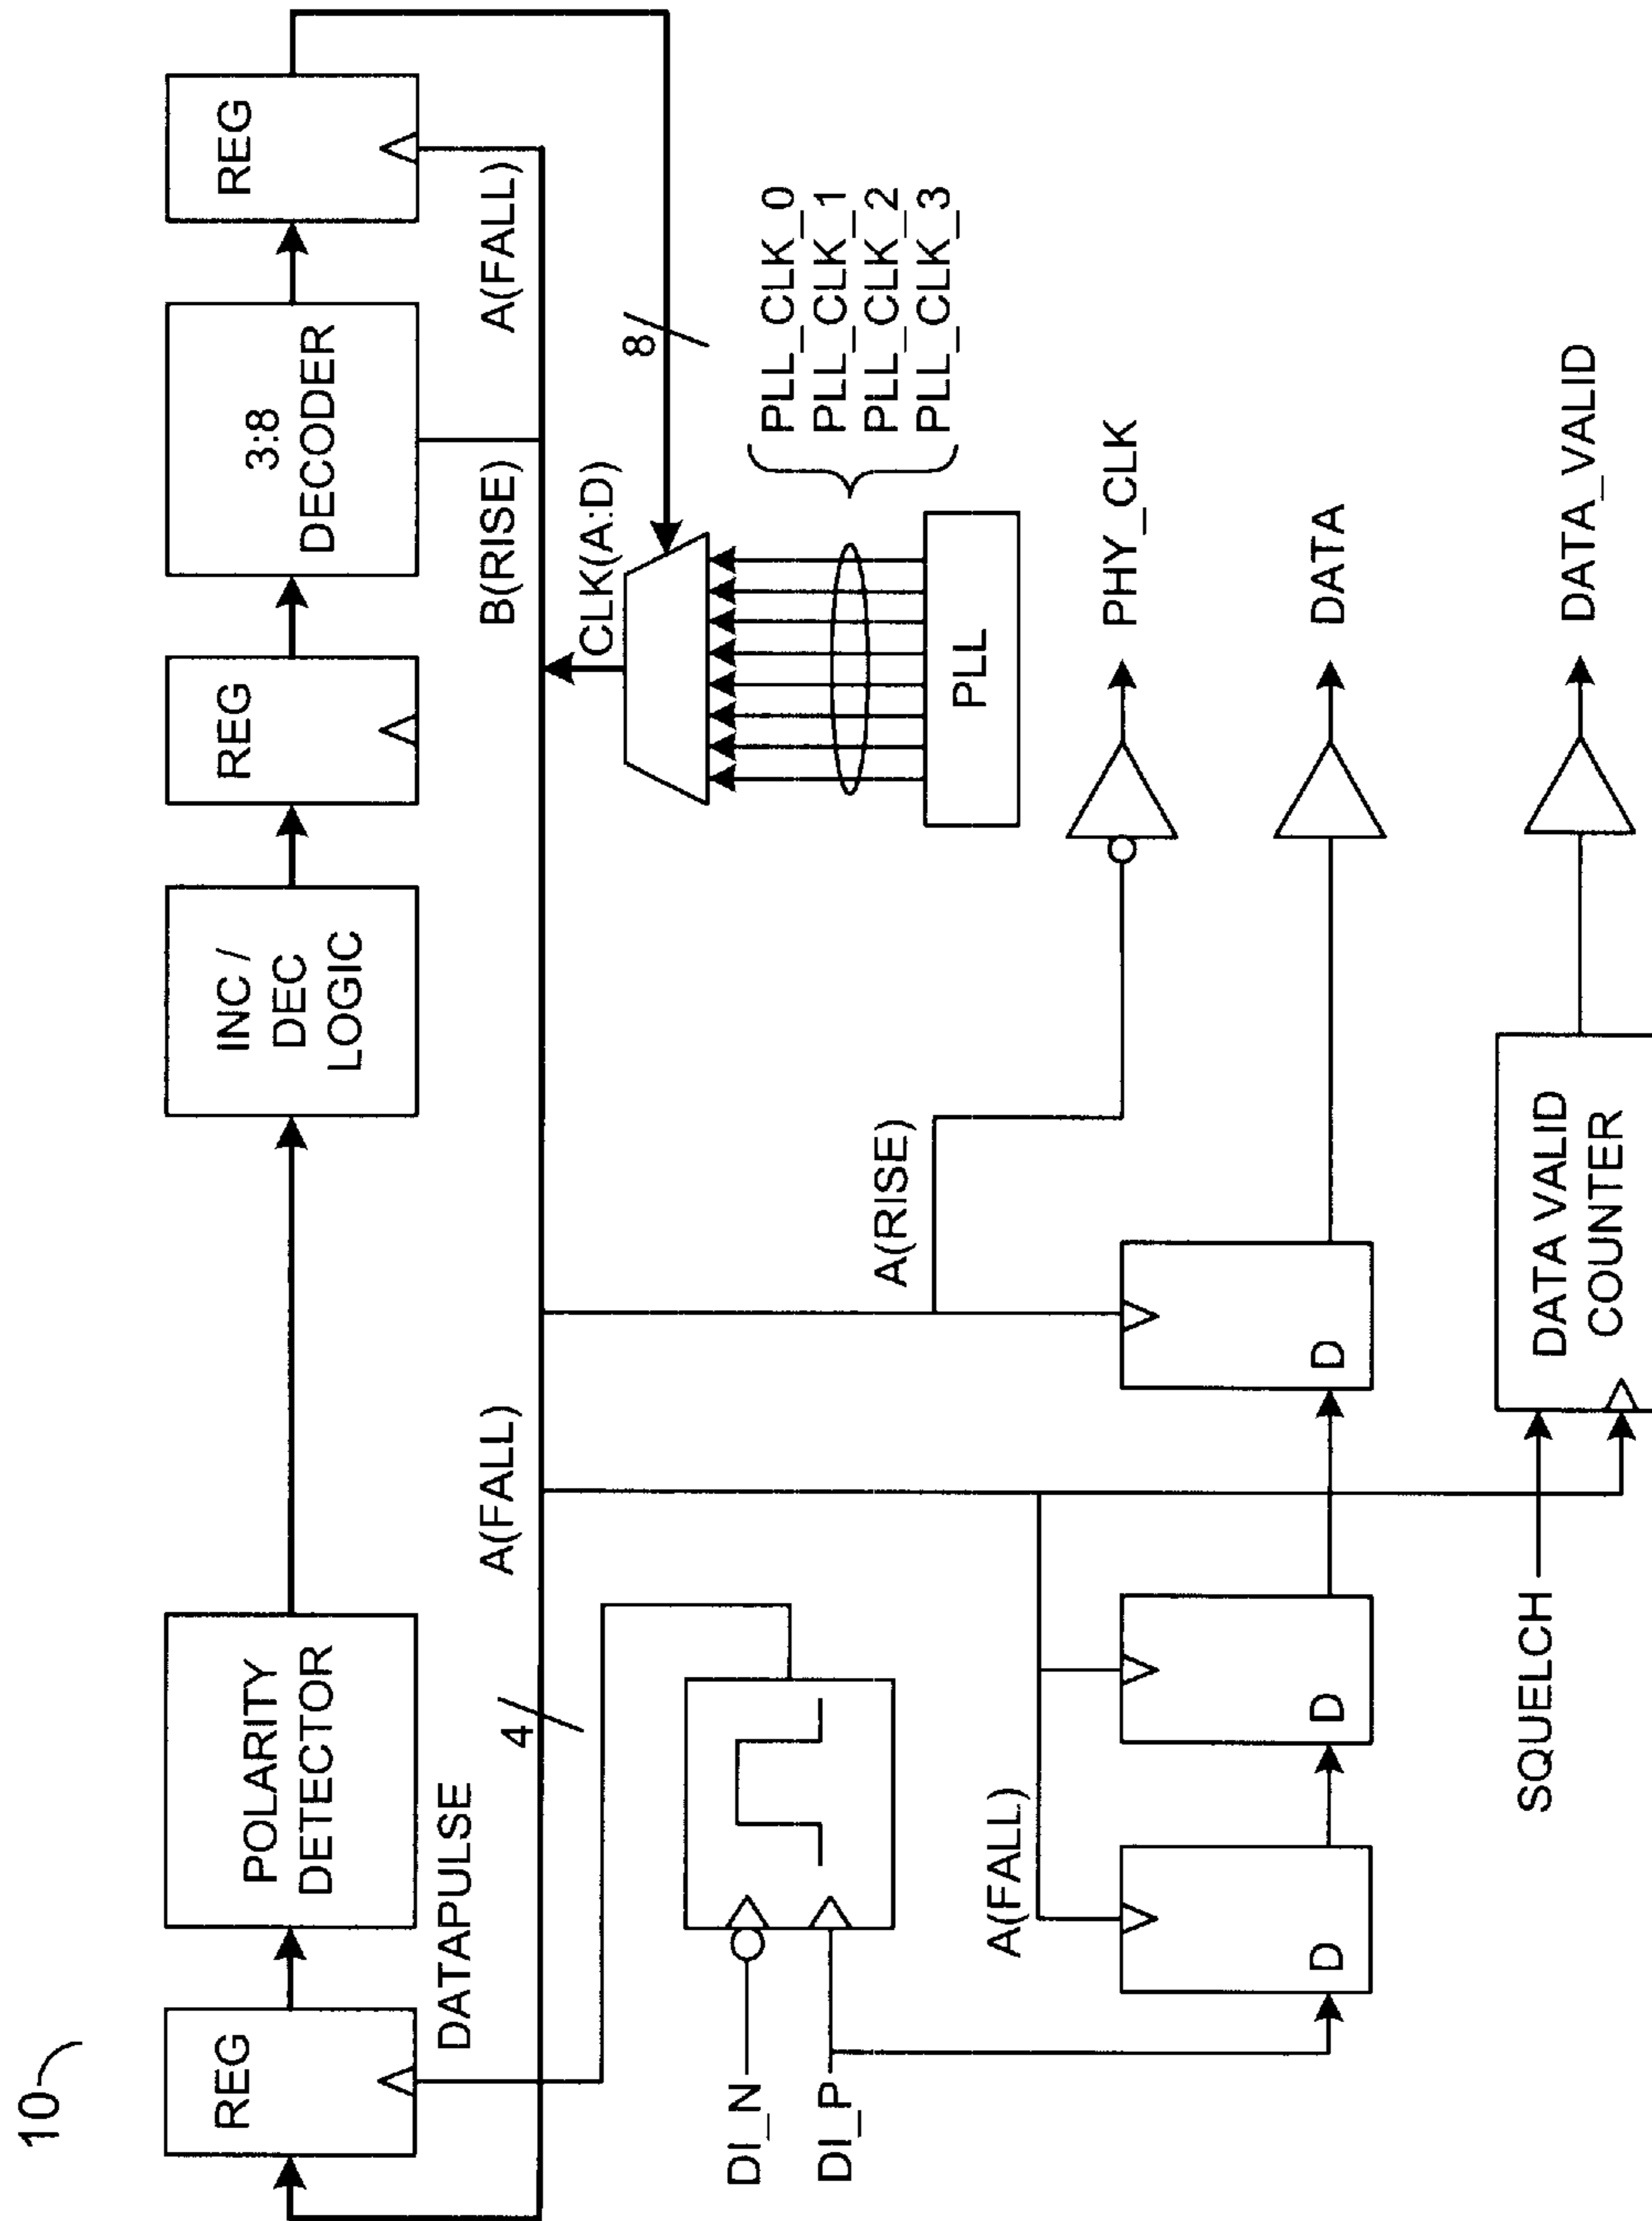 10
REG
POLARITY
DETECTOR
INC /
DEC
LOGIC
REG
3:8
DECODER
REG
DATAPULSE
A(FALL)
B(RISE)
A(FALL)
4
CLK(A:D)
8
DI_N
DI_P
PLL
PLL_CLK_0
PLL_CLK_1
PLL_CLK_2
PLL_CLK_3
A(RISE)
PHY_CLK
A(FALL)
D
D
D
DATA
SQUELCH
DATA VALID
COUNTER
DATA_VALID